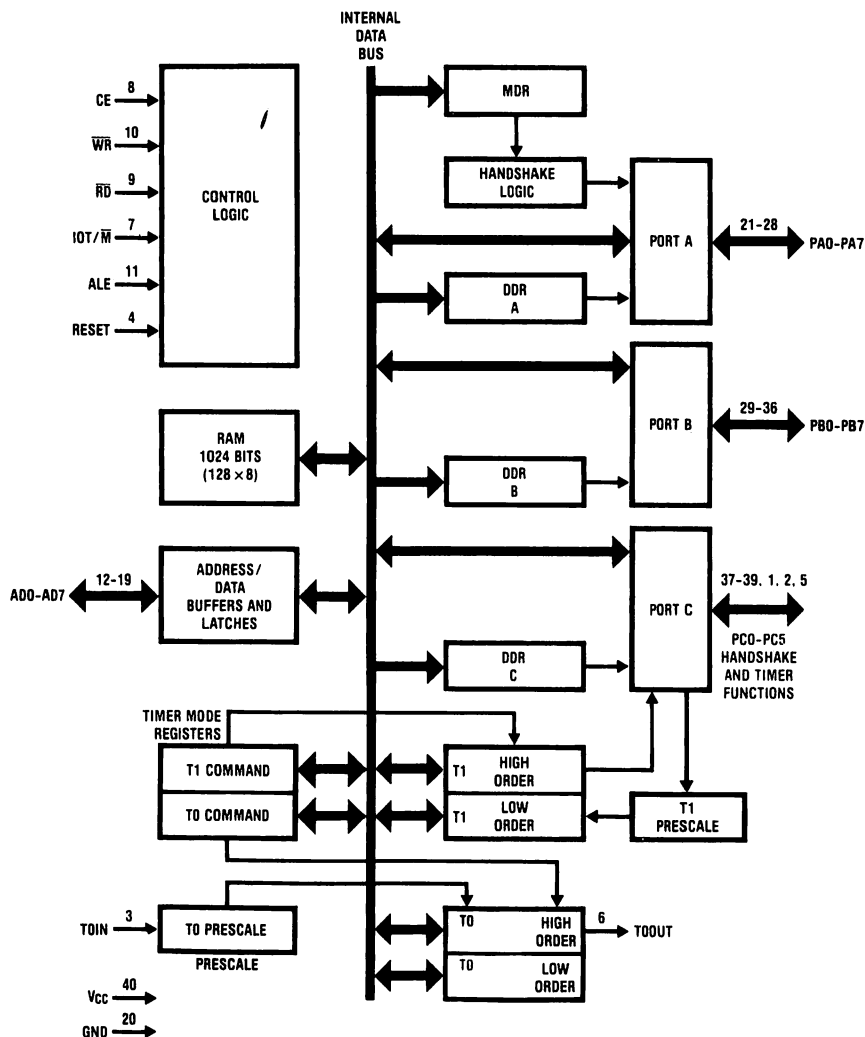 INTERNAL
DATA
BUS
8
CE
10
WR
9
RD
7
IOT/M
11
ALE
4
RESET
CONTROL
LOGIC
MDR
HANDSHAKE
LOGIC
PORT A
21-28
PA0-PA7
DDR
A
PORT B
29-36
PB0-PB7
RAM
1024 BITS
(128 × 8)
DDR
B
12-19
AD0-AD7
ADDRESS/
DATA
BUFFERS AND
LATCHES
PORT C
37-39, 1, 2, 5
PC0-PC5
HANDSHAKE
AND TIMER
FUNCTIONS
DDR
C
TIMER MODE
REGISTERS
T1 COMMAND
T0 COMMAND
T1 HIGH
ORDER
T1 LOW
ORDER
T1
PRESCALE
3
T0IN
T0 PRESCALE
PRESCALE
T0 HIGH
ORDER
6
T0OUT
T0 LOW
ORDER
40
VCC
20
GND